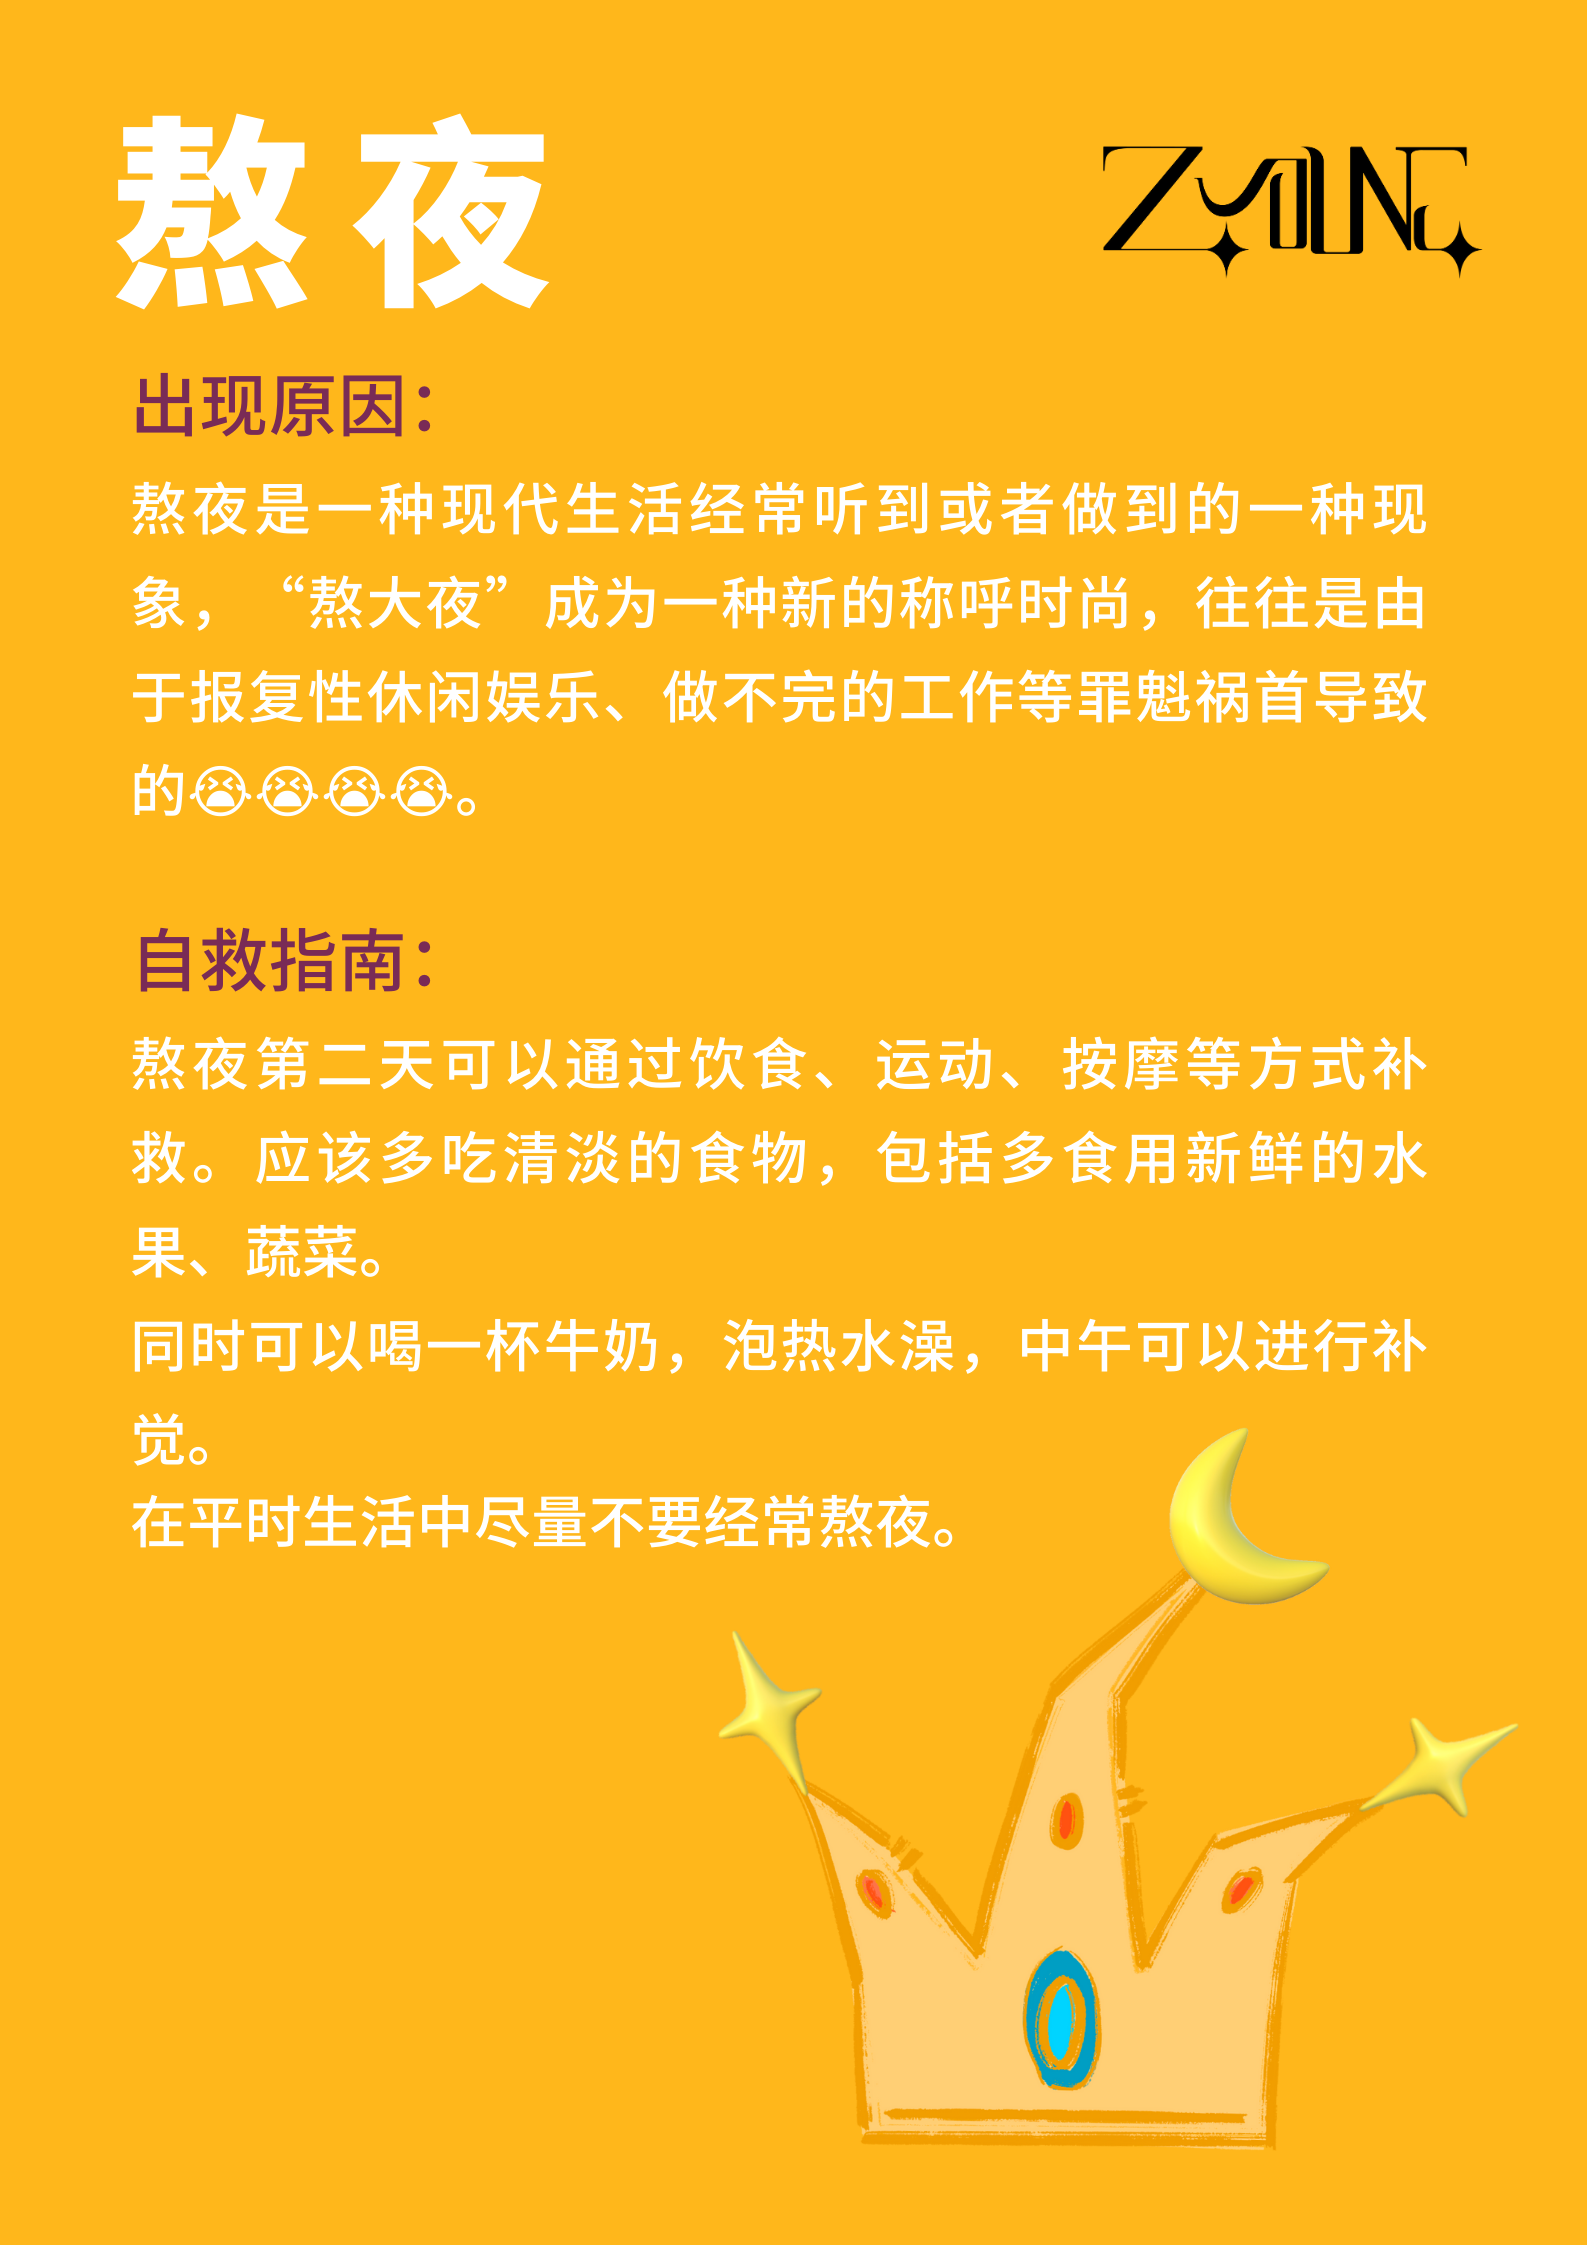 熬夜
ZYOUNG
出现原因：
熬夜是一种现代生活经常听到或者做到的一种现
象，“熬大夜”成为一种新的称呼时尚，往往是由
于报复性休闲娱乐、做不完的工作等罪魁祸首导致
的😭😭😭😭。
自救指南：
熬夜第二天可以通过饮食、运动、按摩等方式补
救。应该多吃清淡的食物，包括多食用新鲜的水
果、蔬菜。
同时可以喝一杯牛奶，泡热水澡，中午可以进行补
觉。
在平时生活中尽量不要经常熬夜。